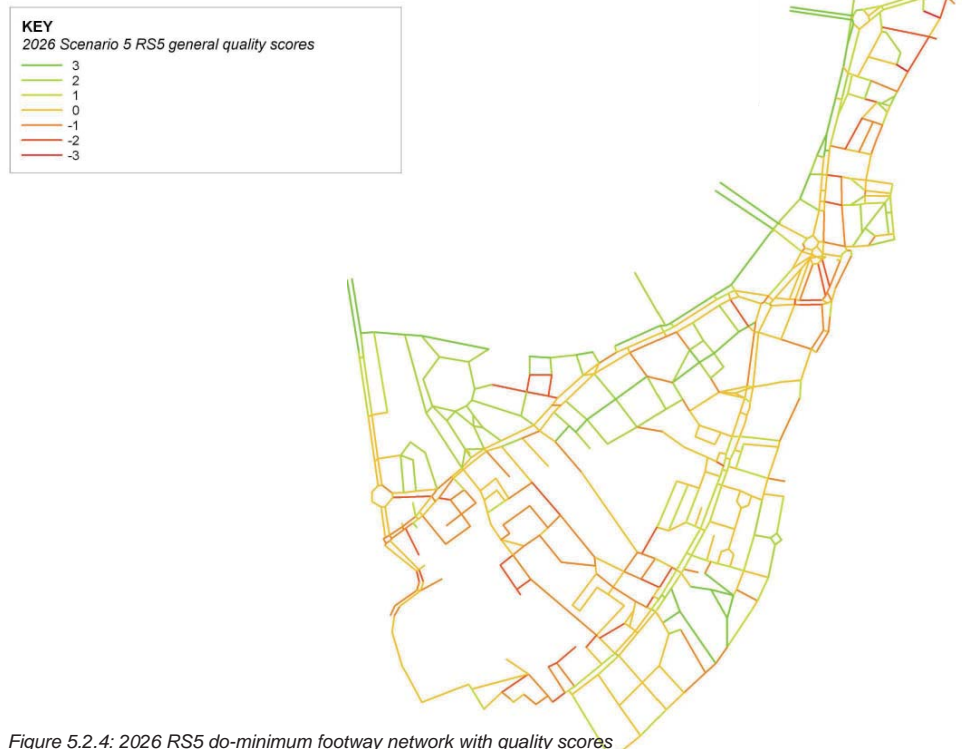 KEY
2026 Scenario 5 RS5 general quality scores
3
2
1
0
-1
-2
-3
Figure 5.2.4: 2026 RS5 do-minimum footway network with quality scores